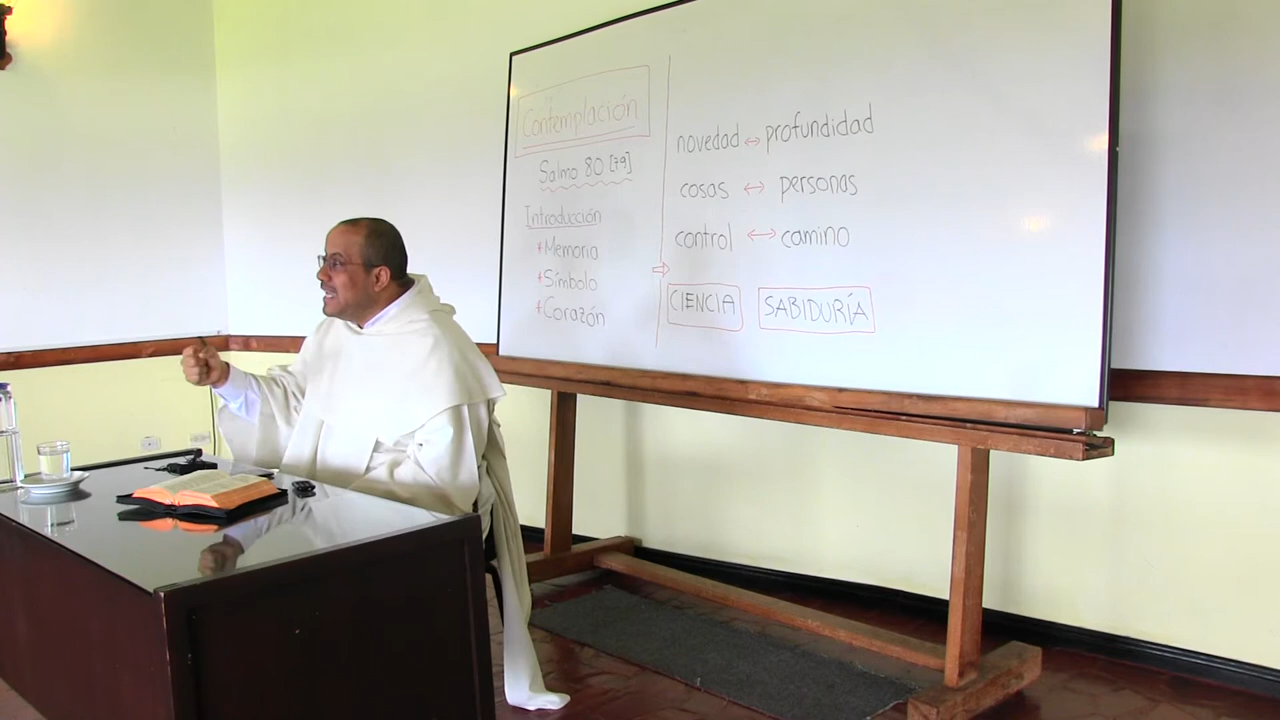 Contemplación
Salmo 80 [79]
Introducción
*Memoria
*Símbolo
*Corazón
novedad ↔ profundidad
cosas ↔ personas
control ↔ camino
⇨
CIENCIA SABIDURÍA